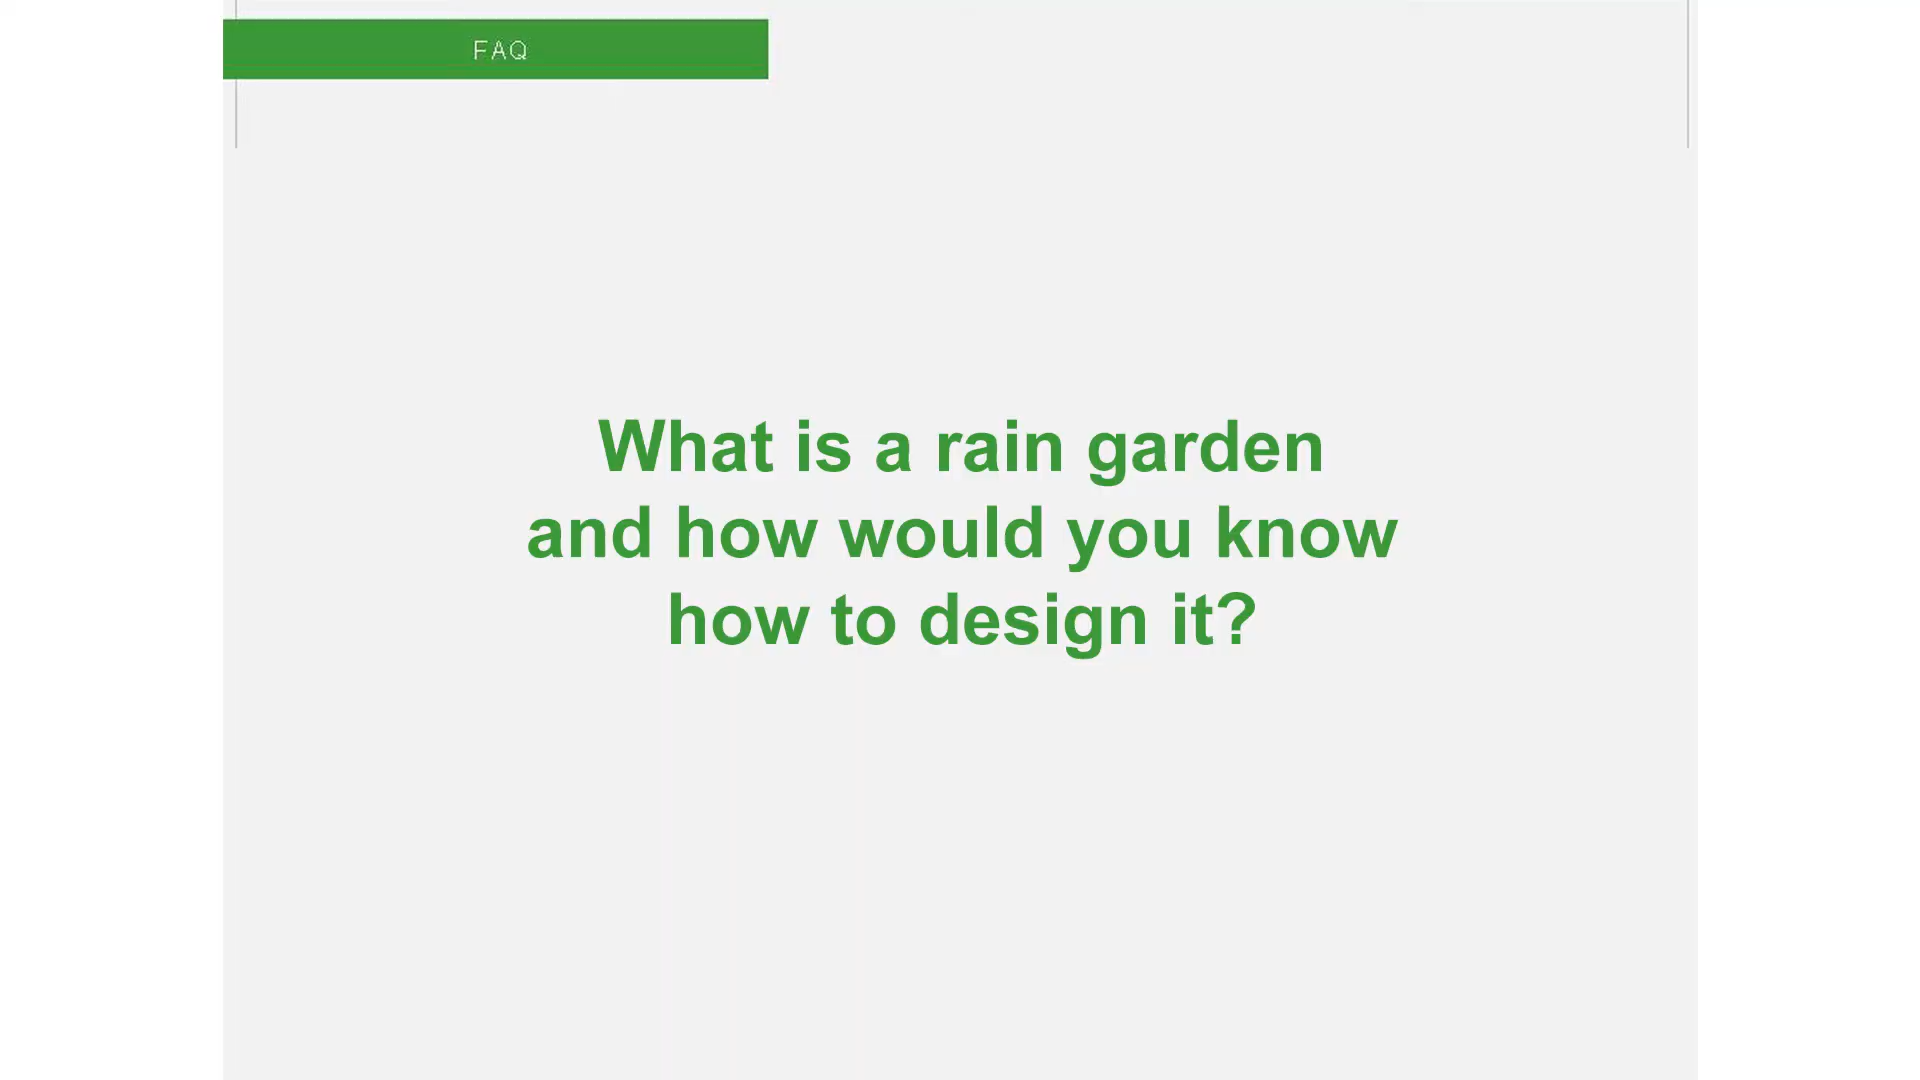 FAQ
What is a rain garden
and how would you know
how to design it?